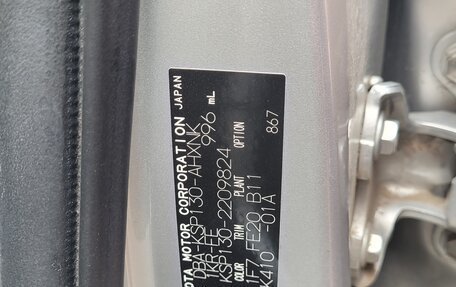 OTA MOTOR CORPORATION JAPAN
DBA-KSP130-AHXNK
1KR-FE 996 mL
KSP130-2209824
COLOR TRIM PLANT OPTION
1F7 FE20 B11 867
K410 -01A